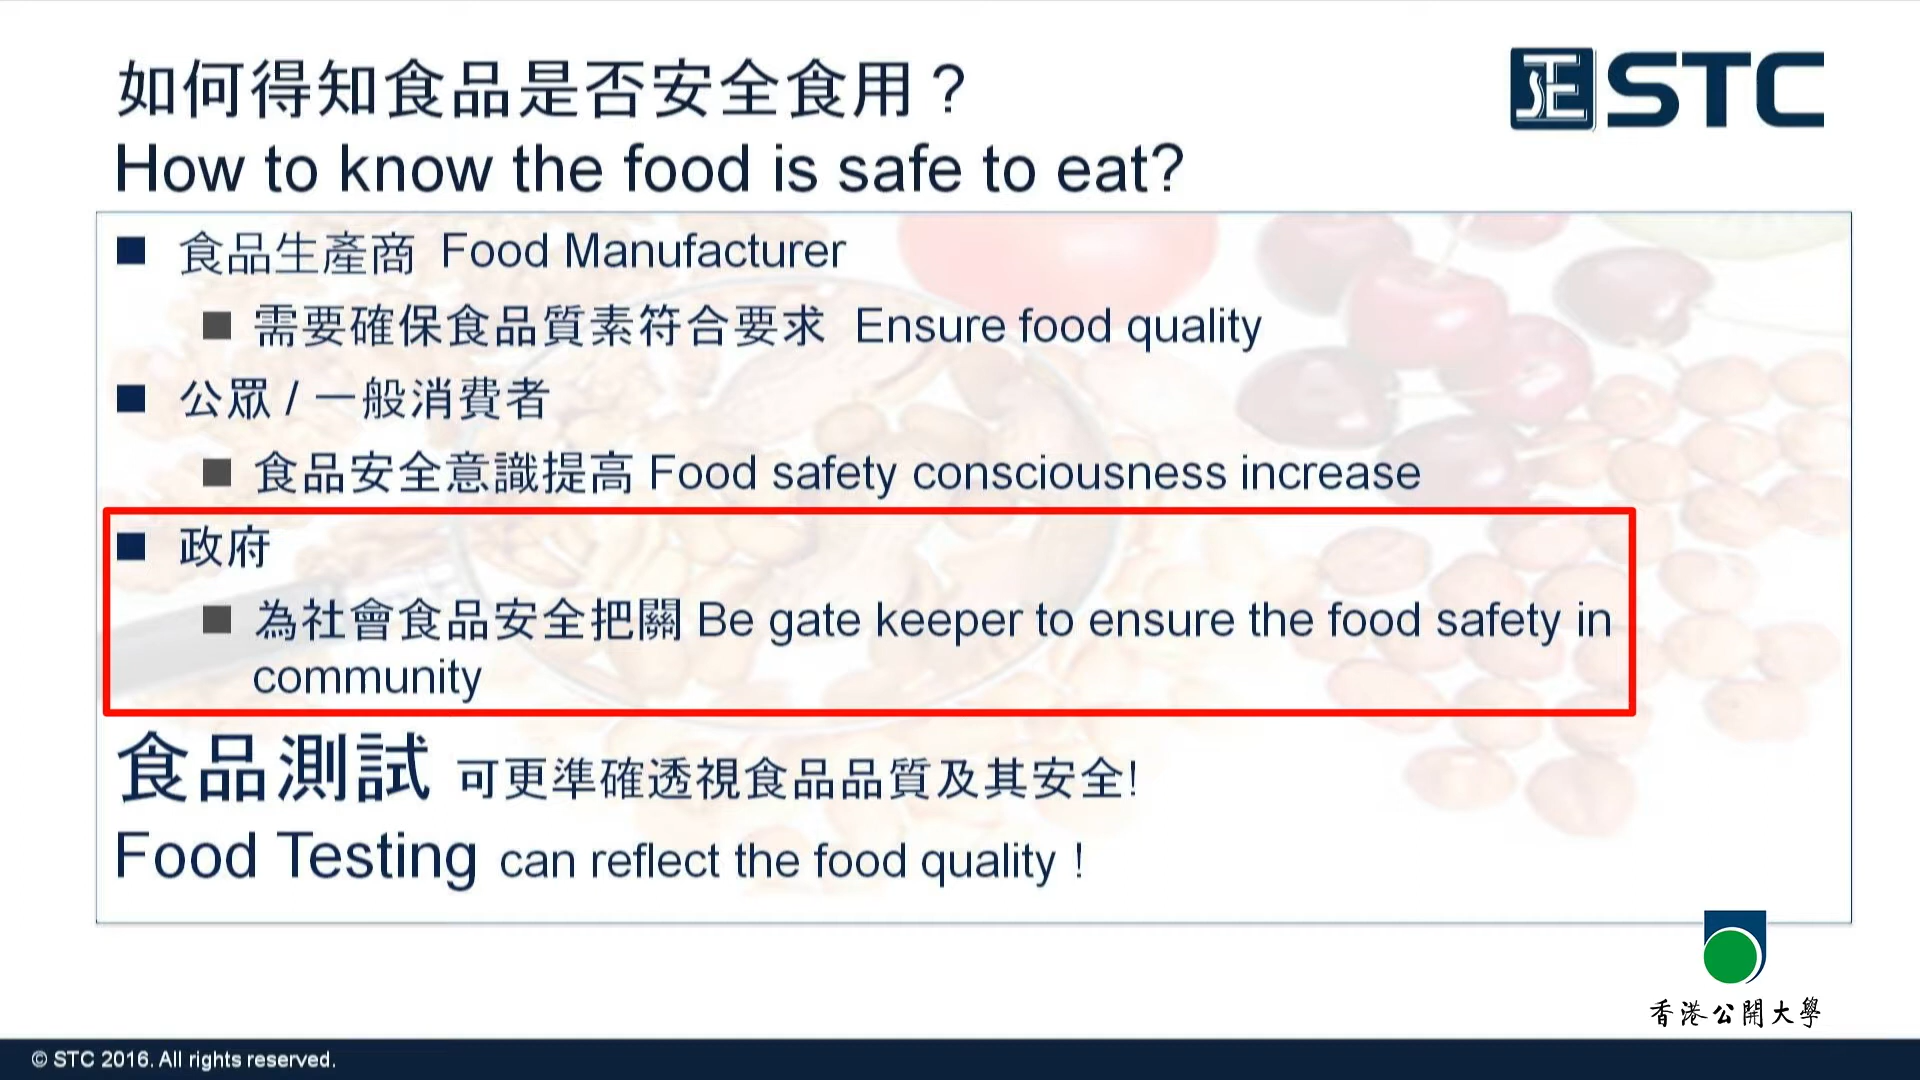 如何得知食品是否安全食用？
STC
How to know the food is safe to eat?
食品生產商 Food Manufacturer
需要確保食品質素符合要求 Ensure food quality
公眾 / 一般消費者
食品安全意識提高 Food safety consciousness increase
政府
為社會食品安全把關 Be gate keeper to ensure the food safety in
community
食品測試 可更準確透視食品品質及其安全!
Food Testing can reflect the food quality！
香港公開大學
© STC 2016. All rights reserved.